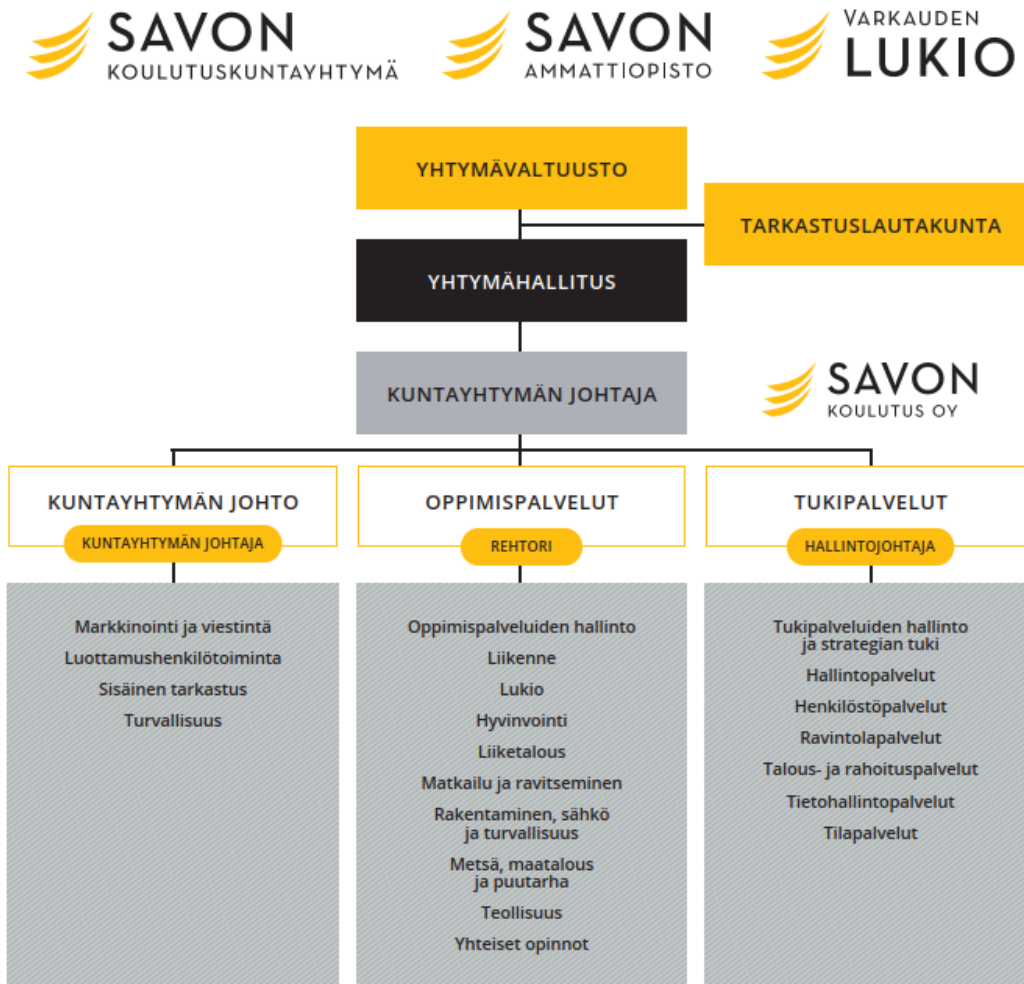 SAVON
KOULUTUSKUNTAYHTYMÄ
SAVON
AMMATTIOPISTO
VARKAUDEN
LUKIO
YHTYMÄVALTUUSTO
TARKASTUSLAUTAKUNTA
YHTYMÄHALLITUS
KUNTAYHTYMÄN JOHTAJA
SAVON
KOULUTUS OY
KUNTAYHTYMÄN JOHTO
KUNTAYHTYMÄN JOHTAJA
Markkinointi ja viestintä
Luottamushenkilötoiminta
Sisäinen tarkastus
Turvallisuus
OPPIMISPALVELUT
REHTORI
Oppimispalveluiden hallinto
Liikenne
Lukio
Hyvinvointi
Liiketalous
Matkailu ja ravitseminen
Rakentaminen, sähkö
ja turvallisuus
Metsä, maatalous
ja puutarha
Teollisuus
Yhteiset opinnot
TUKIPALVELUT
HALLINTOJOHTAJA
Tukipalveluiden hallinto
ja strategian tuki
Hallintopalvelut
Henkilöstöpalvelut
Ravintolapalvelut
Talous- ja rahoituspalvelut
Tietohallintopalvelut
Tilapalvelut